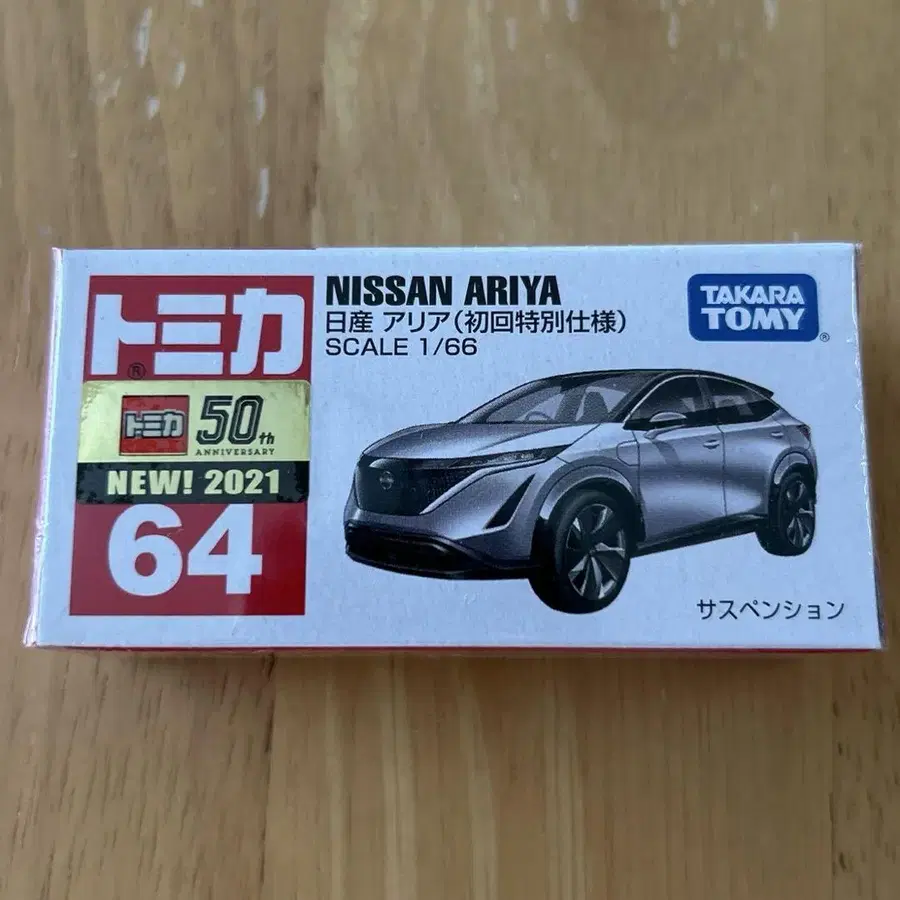 トミカ
®
トミカ 50th
ANNIVERSARY
NEW! 2021
64
NISSAN ARIYA
日産 アリア(初回特別仕様)
SCALE 1/66
TAKARA
TOMY
®
サスペンション